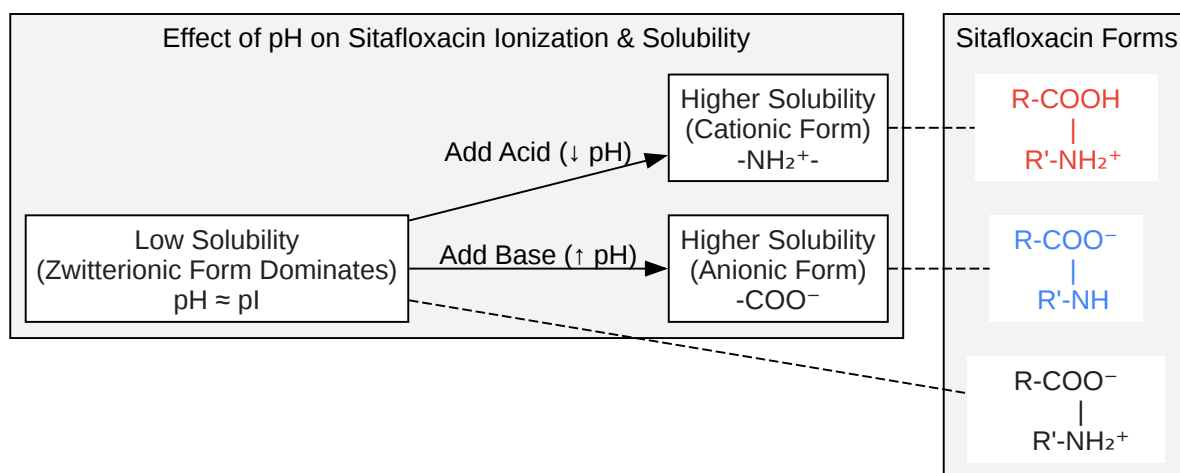 Effect of pH on Sitafloxacin Ionization & Solubility
Low Solubility
(Zwitterionic Form Dominates)
pH ≈ pI
Add Acid (↓ pH)
Add Base (↑ pH)
Higher Solubility
(Cationic Form)
-NH₂⁺-
Higher Solubility
(Anionic Form)
-COO⁻
Sitafloxacin Forms
R-COOH
|
R'-NH₂⁺
R-COO⁻
|
R'-NH
R-COO⁻
|
R'-NH₂⁺